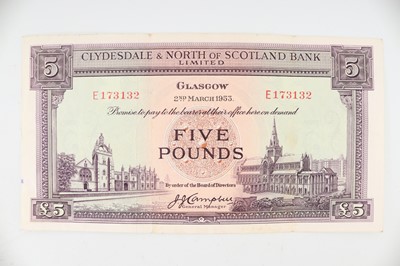 CLYDESDALE & NORTH OF SCOTLAND BANK
5 LIMITED 5
GLASGOW
E173132 2ND MARCH 1955. E173132
Promise to pay to the bearer at their office here on demand
FIVE
POUNDS
By order of the Board of Directors
J.J. Campbell
General Manager
£5 £5